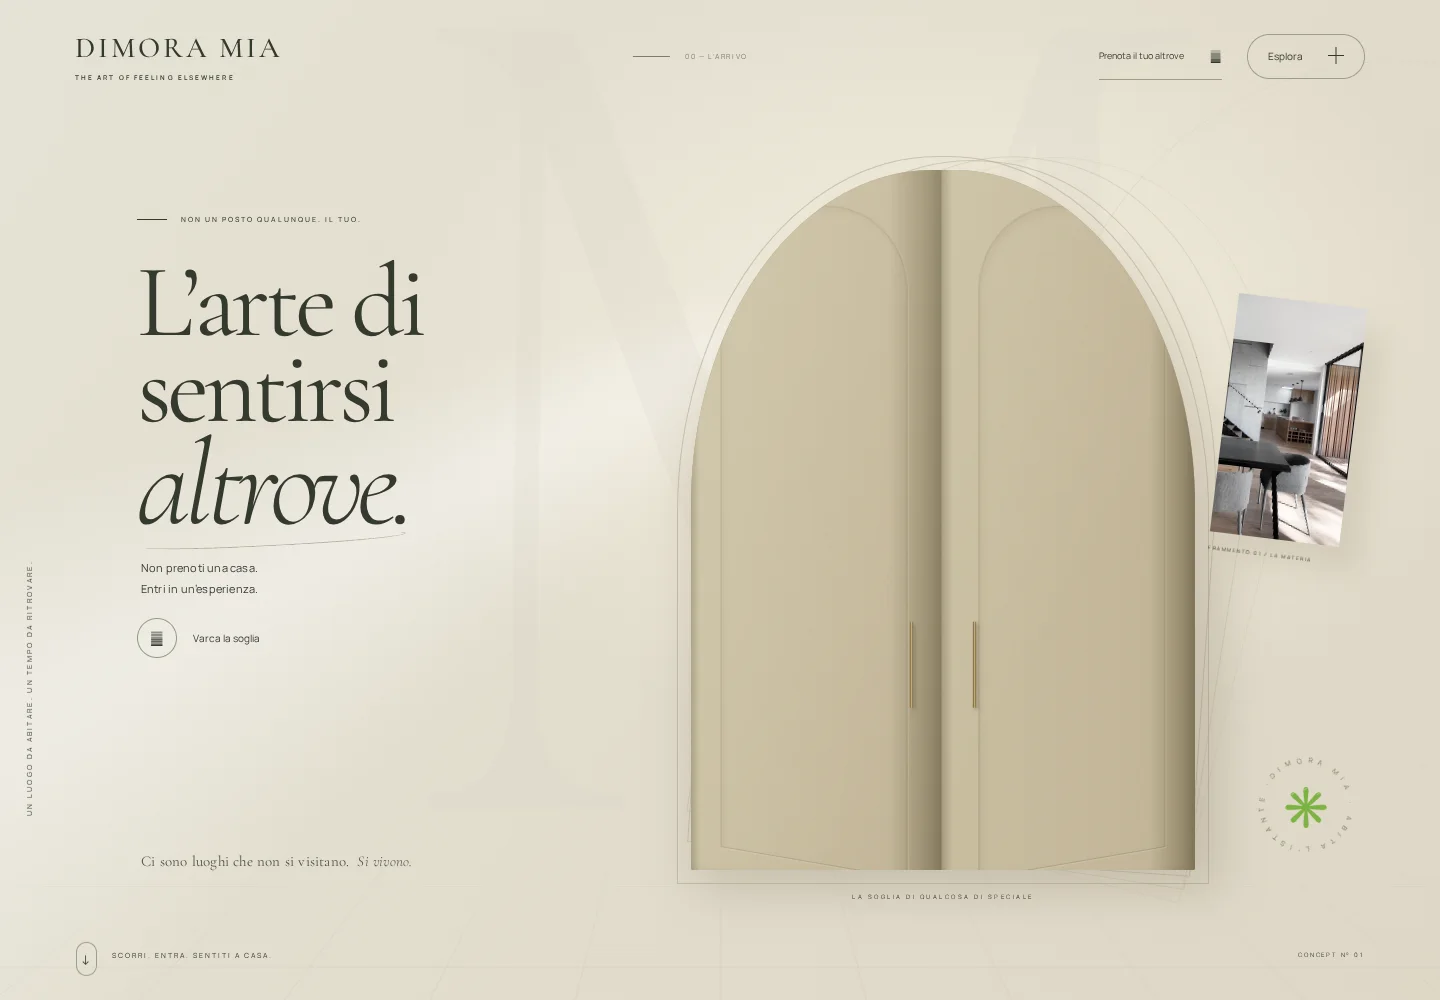 DIMORA MIA
THE ART OF FEELING ELSEWHERE
00 — L'ARRIVO
Prenota il tuo altrove
Esplora
NON UN POSTO QUALUNQUE. IL TUO.
L'arte di
sentirsi
altrove.
Non prenoti una casa.
Entri in un'esperienza.
Varca la soglia
UN LUOGO DA ABITARE. UN TEMPO DA RITROVARE.
Ci sono luoghi che non si visitano. Si vivono.
FRAMMENTO 01 / LA MATERIA
DIMORA MIA · ABITA L'ISTANTE ·
LA SOGLIA DI QUALCOSA DI SPECIALE
SCORRI. ENTRA. SENTITI A CASA.
CONCEPT N° 01